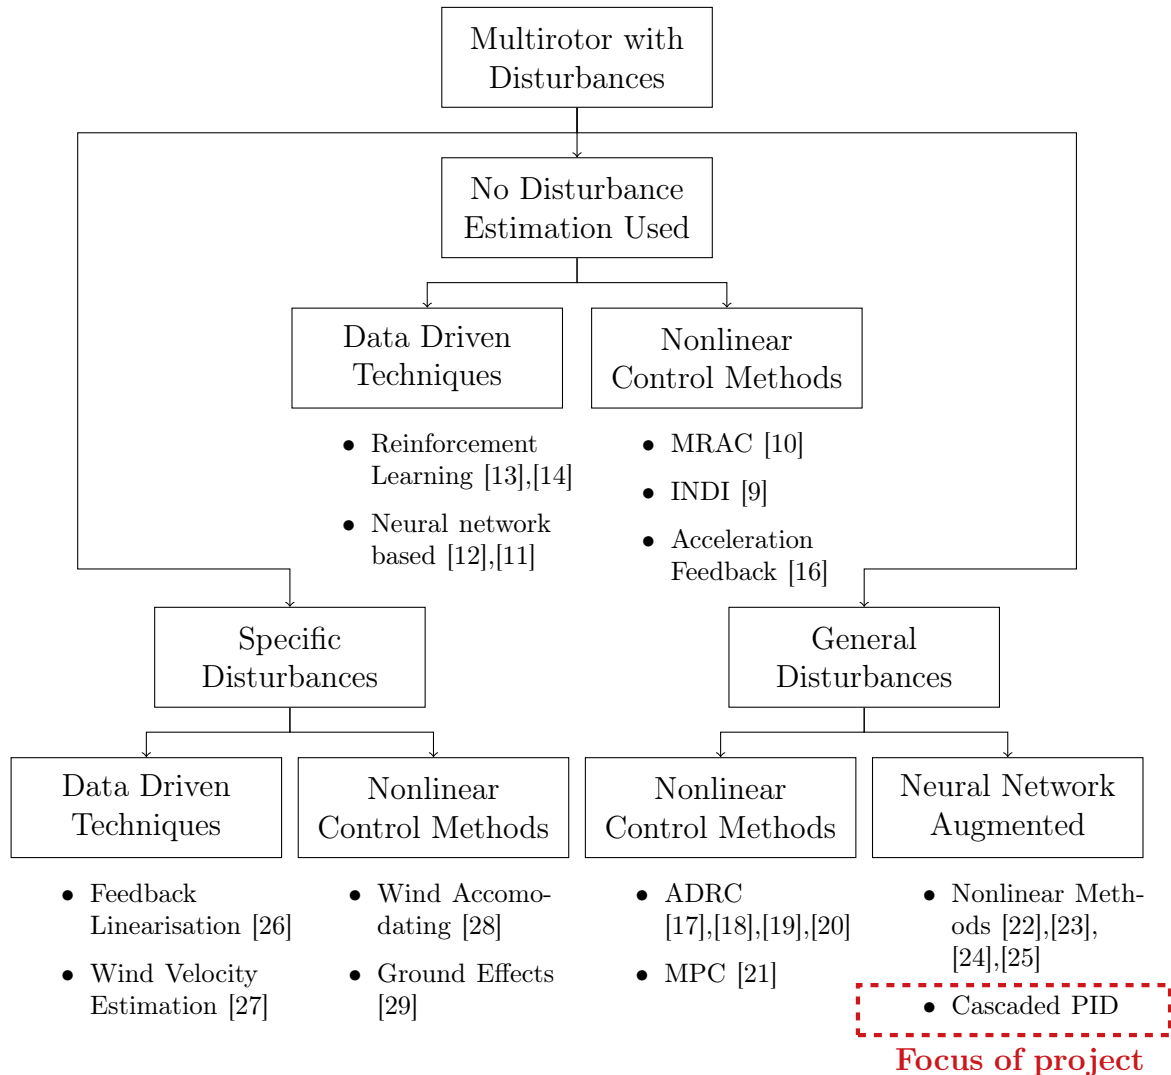 Multirotor with
Disturbances
No Disturbance
Estimation Used
Data Driven
Techniques
• Reinforcement
Learning [13],[14]
• Neural network
based [12],[11]
Nonlinear
Control Methods
• MRAC [10]
• INDI [9]
• Acceleration
Feedback [16]
Specific
Disturbances
Data Driven
Techniques
• Feedback
Linearisation [26]
• Wind Velocity
Estimation [27]
Nonlinear
Control Methods
• Wind Accomo-
dating [28]
• Ground Effects
[29]
General
Disturbances
Nonlinear
Control Methods
• ADRC
[17],[18],[19],[20]
• MPC [21]
Neural Network
Augmented
• Nonlinear Meth-
ods [22],[23],
[24],[25]
• Cascaded PID
Focus of project